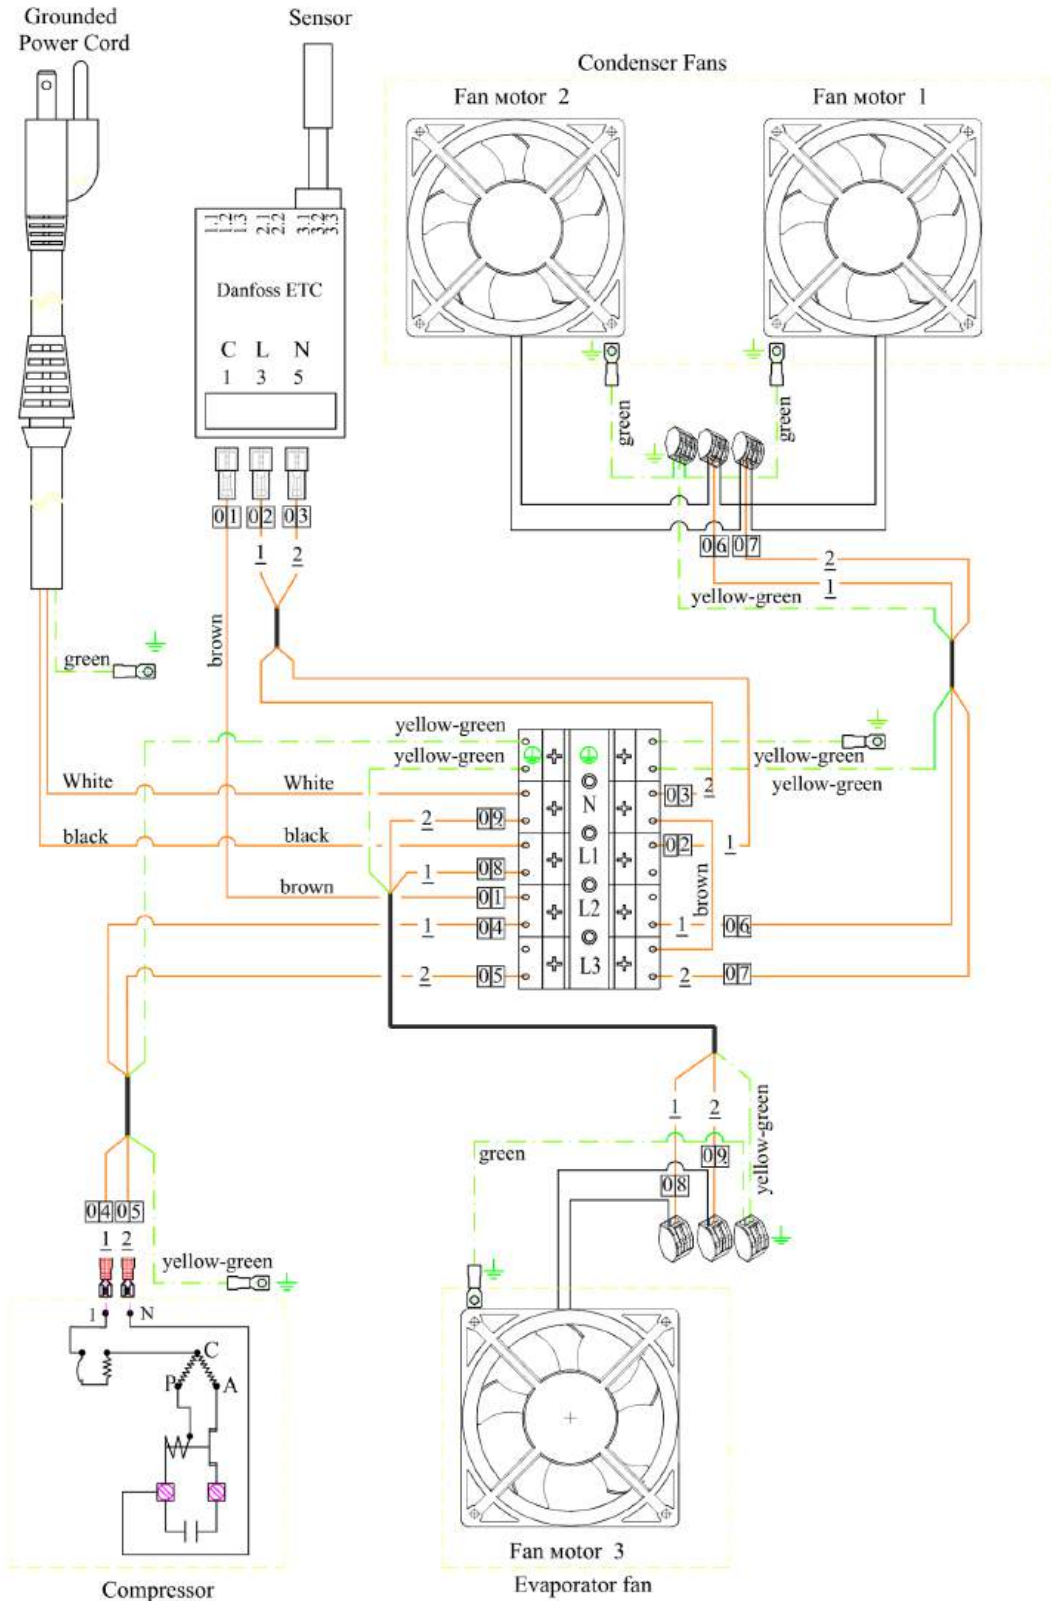 Grounded
Power Cord
Sensor
Condenser Fans
Fan Motor 2
Fan Motor 1
1.1
1.2
1.3
2.1
2.2
3.1
3.2
3.3
Danfoss ETC
C L N
1 3 5
green
green
01 02 03
1 2
06 07
2
1
yellow-green
brown
green
yellow-green
yellow-green
yellow-green
yellow-green
White White
N
03 2
2 09
black black
L1
02 1
1 08
brown
brown 01
L2
1 04
1 06
L3
2 05
2 07
1 2
yellow-green
09
green
08
04 05
1 2
yellow-green
1 N
C
P A
Fan Motor 3
Evaporator fan
Compressor